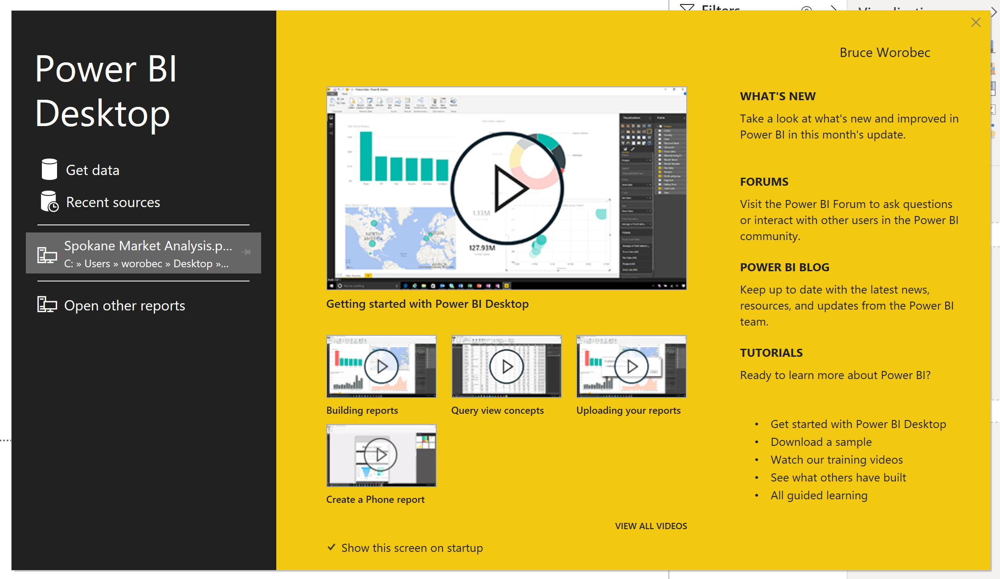 Filters
Power BI
Desktop
Get data
Recent sources
Spokane Market Analysis.p...
C: » Users » worobec » Desktop »...
Open other reports
NORTH
AMERICA
EUROPE
AFRICA
1.13M
127.93M
Getting started with Power BI Desktop
Building reports
Query view concepts
Uploading your reports
Create a Phone report
VIEW ALL VIDEOS
Show this screen on startup
Bruce Worobec
WHAT'S NEW
Take a look at what's new and improved in
Power BI in this month's update.
FORUMS
Visit the Power BI Forum to ask questions
or interact with other users in the Power BI
community.
POWER BI BLOG
Keep up to date with the latest news,
resources, and updates from the Power BI
team.
TUTORIALS
Ready to learn more about Power BI?
• Get started with Power BI Desktop
• Download a sample
• Watch our training videos
• See what others have built
• All guided learning